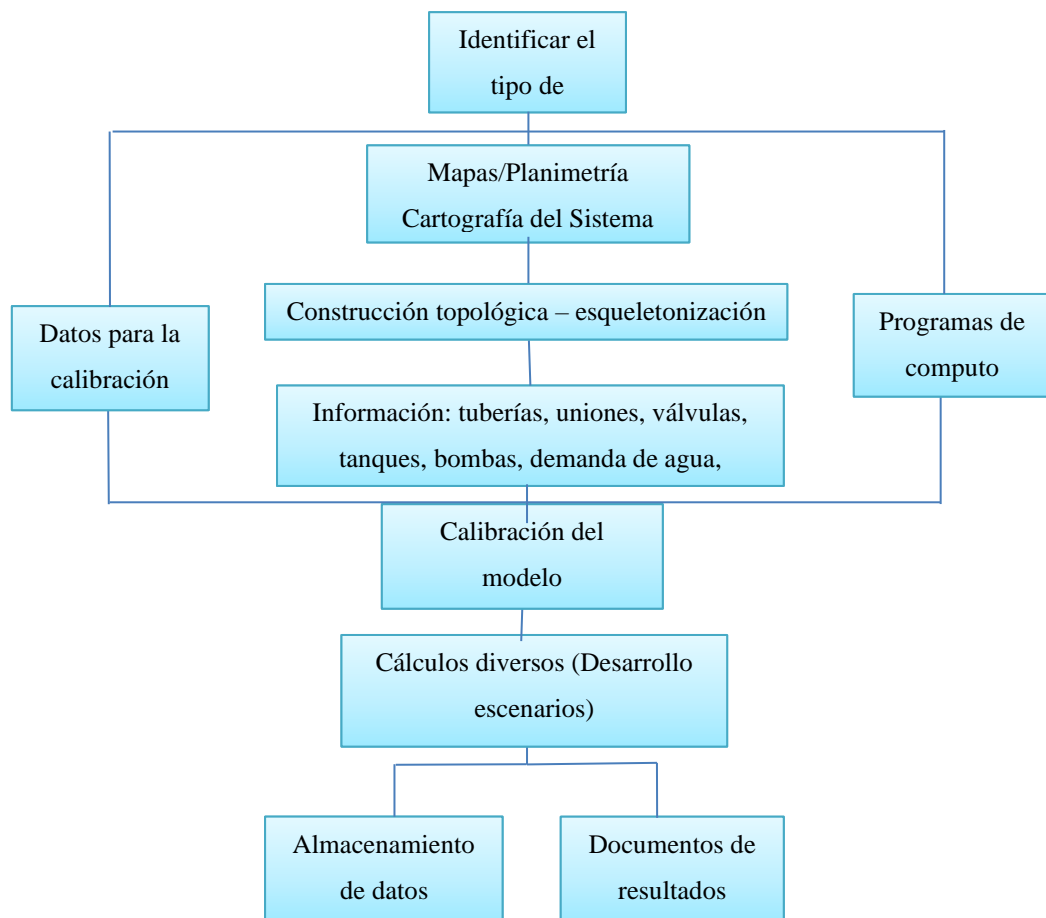 Identificar el
tipo de
Mapas/Planimetría
Cartografía del Sistema
Construcción topológica – esqueletonización
Datos para la
calibración
Programas de
computo
Información: tuberías, uniones, válvulas,
tanques, bombas, demanda de agua,
Calibración del
modelo
Cálculos diversos (Desarrollo
escenarios)
Almacenamiento
de datos
Documentos de
resultados